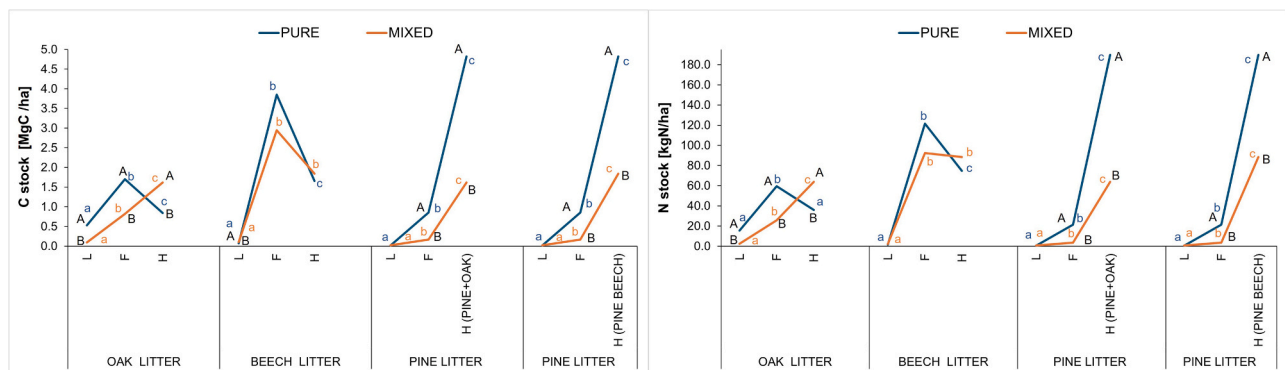 PURE MIXED
C stock [MgC /ha]
5.0
4.5
4.0
3.5
3.0
2.5
2.0
1.5
1.0
0.5
0.0
A a B a
A b b B
c A c B
a A a B
b b
b c
a a
A b b B
A c c B
a a
A b b B
A c c B
L F H
L F H
L F H (PINE+OAK)
L F H (PINE BEECH)
OAK LITTER BEECH LITTER PINE LITTER PINE LITTER
PURE MIXED
N stock [kgN/ha]
180.0
160.0
140.0
120.0
100.0
80.0
60.0
40.0
20.0
0.0
a A B a
A b b B
A c a B
a a
b b
b c
a a
A b b B
c A c B
a a
b A b B
c A c B
L F H
L F H
L F H (PINE+OAK)
L F H (PINE BEECH)
OAK LITTER BEECH LITTER PINE LITTER PINE LITTER